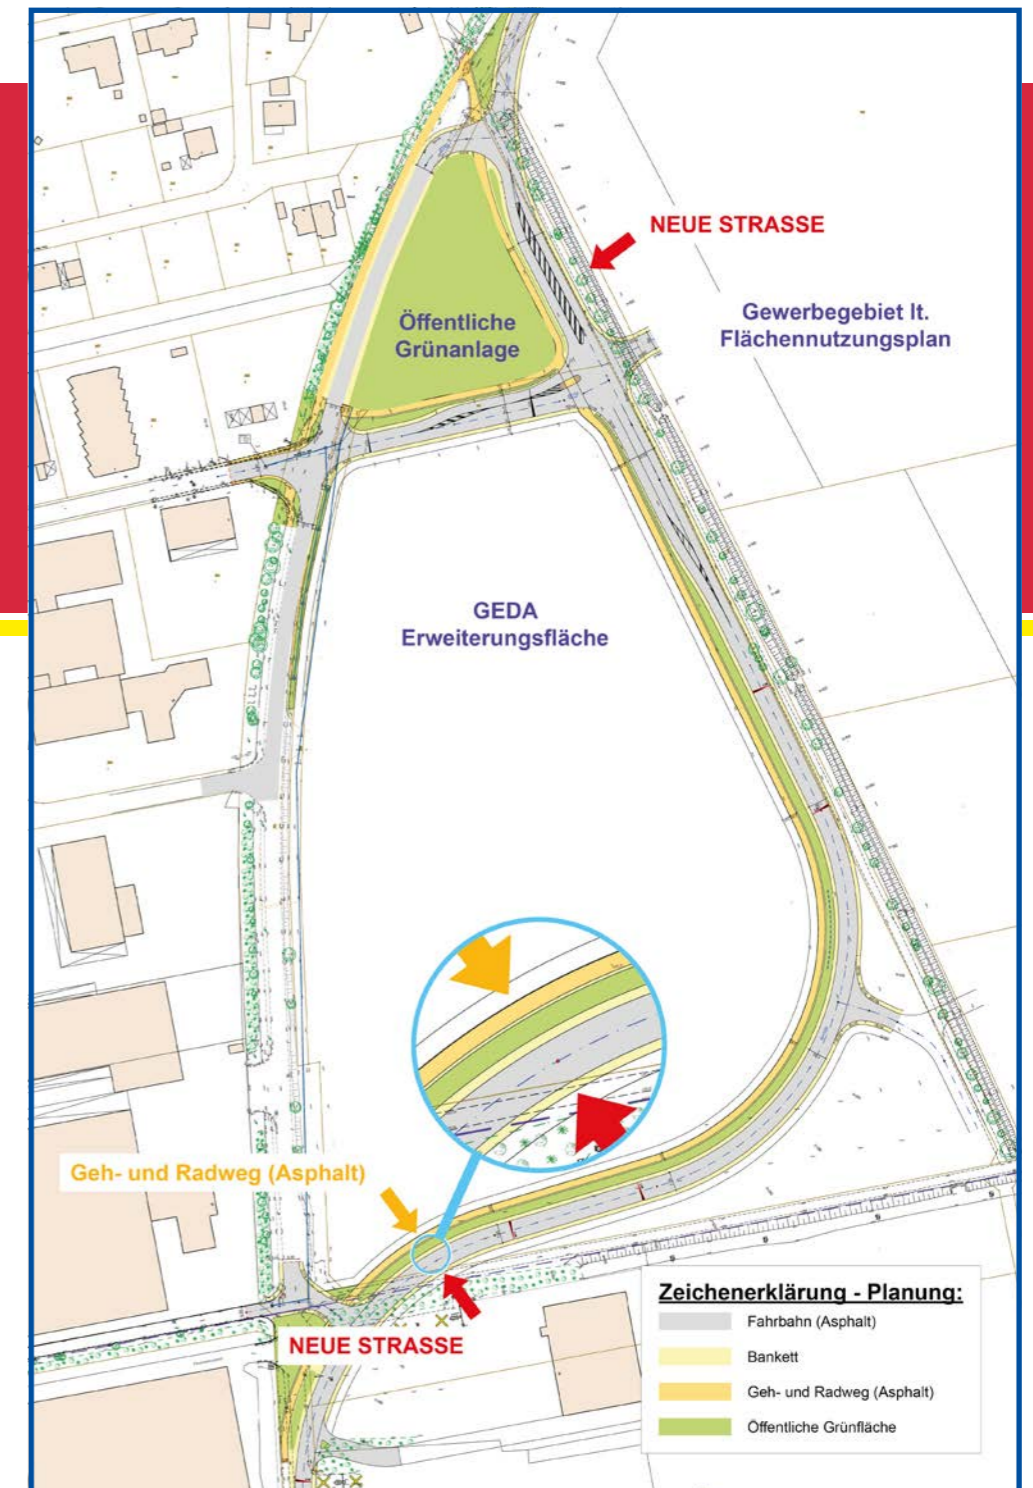 NEUE STRASSE
Gewerbegebiet lt.
Flächennutzungsplan
Öffentliche
Grünanlage
GEDA
Erweiterungsfläche
Geh- und Radweg (Asphalt)
NEUE STRASSE
Zeichenerklärung - Planung:
Fahrbahn (Asphalt)
Bankett
Geh- und Radweg (Asphalt)
Öffentliche Grünfläche